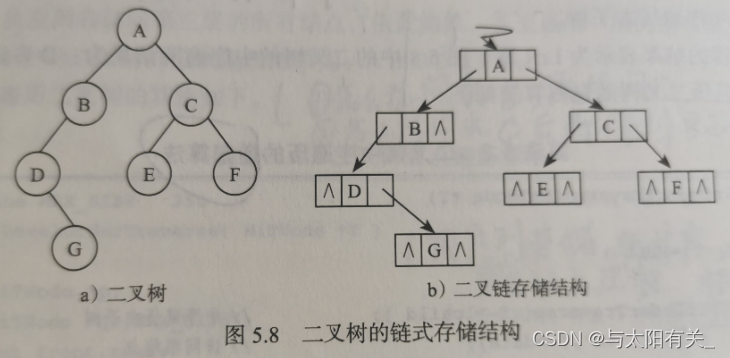 A
B
C
D
E
F
G
A
B ∧
C
∧ D
∧ E ∧
∧ F ∧
∧ G ∧
a) 二叉树
b) 二叉链存储结构
图 5.8 二叉树的链式存储结构
CSDN @与太阳有关_